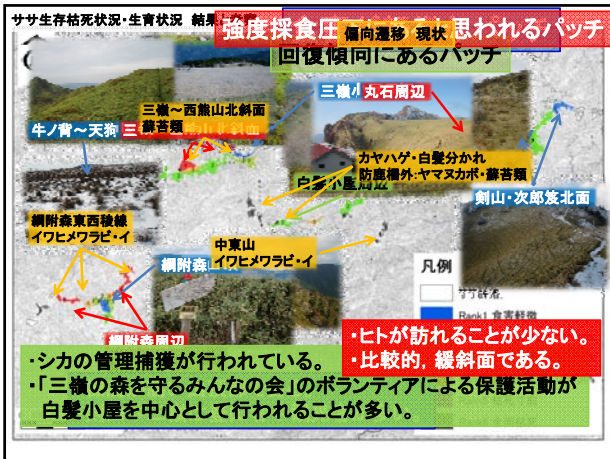 ササ生存枯死状況・生育状況 結果
強度採食圧
思われるパッチ
偏向遷移 現状
回復傾向にあるパッチ
三嶺～西熊山北斜面
蘚苔類
三嶺
丸石周辺
牛ノ背～天狗
カヤハゲ・白髪分かれ
防鹿柵外:ヤマヌカボ・蘚苔類
白髪小屋周辺
剣山・次郎笈北面
綱附森東西稜線
イワヒメワラビ・イ
中東山
イワヒメワラビ・イ
綱附森
凡例
Rank1 食害軽微
綱附森周辺
・ヒトが訪れることが少ない。
・比較的, 緩斜面である。
・シカの管理捕獲が行われている。
・「三嶺の森を守るみんなの会」のボランティアによる保護活動が
白髪小屋を中心として行われることが多い。